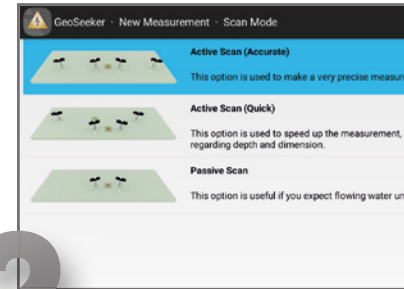 GeoSeeker · New Measurement · Scan Mode
Active Scan (Accurate)
This option is used to make a very precise measure
Active Scan (Quick)
This option is used to speed up the measurement,
regarding depth and dimension.
Passive Scan
This option is useful if you expect flowing water un